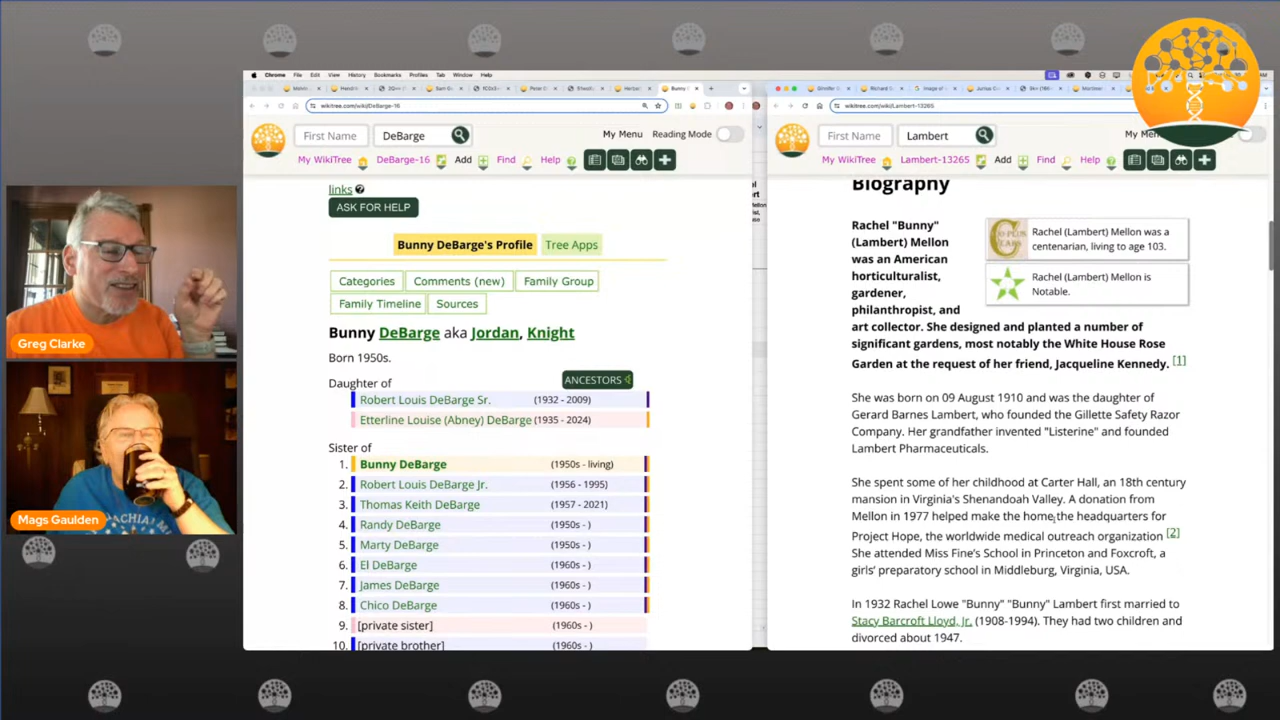 Chrome File Edit View History Bookmarks Profiles Tab Window Help
wikitree.com/wiki/DeBarge-16
wikitree.com/wiki/Lambert-13265
First Name
DeBarge
My Menu
Reading Mode
My WikiTree
DeBarge-16
Add
Find
Help
First Name
Lambert
My WikiTree
Lambert-13265
Add
Find
Help
links
ASK FOR HELP
Bunny DeBarge's Profile
Tree Apps
Categories
Comments (new)
Family Group
Family Timeline
Sources
Bunny DeBarge aka Jordan, Knight
Born 1950s.
ANCESTORS
Daughter of
Robert Louis DeBarge Sr. (1932 - 2009)
Etterline Louise (Abney) DeBarge (1935 - 2024)
Sister of
1. Bunny DeBarge (1950s - living)
2. Robert Louis DeBarge Jr. (1956 - 1995)
3. Thomas Keith DeBarge (1957 - 2021)
4. Randy DeBarge (1950s - )
5. Marty DeBarge (1950s - )
6. El DeBarge (1960s - )
7. James DeBarge (1960s - )
8. Chico DeBarge (1960s - )
9. [private sister] (1960s - )
10. [private brother] (1960s - )
Biography
Rachel "Bunny"
(Lambert) Mellon
was an American
horticulturalist,
gardener,
philanthropist, and
art collector. She designed and planted a number of
significant gardens, most notably the White House Rose
Garden at the request of her friend, Jacqueline Kennedy. [1]
Rachel (Lambert) Mellon was a
centenarian, living to age 103.
Rachel (Lambert) Mellon is
Notable.
She was born on 09 August 1910 and was the daughter of
Gerard Barnes Lambert, who founded the Gillette Safety Razor
Company. Her grandfather invented "Listerine" and founded
Lambert Pharmaceuticals.
She spent some of her childhood at Carter Hall, an 18th century
mansion in Virginia's Shenandoah Valley. A donation from
Mellon in 1977 helped make the home the headquarters for
Project Hope, the worldwide medical outreach organization [2]
She attended Miss Fine's School in Princeton and Foxcroft, a
girls' preparatory school in Middleburg, Virginia, USA.
In 1932 Rachel Lowe "Bunny" "Bunny" Lambert first married to
Stacy Barcroft Lloyd, Jr. (1908-1994). They had two children and
divorced about 1947.
Greg Clarke
Mags Gaulden